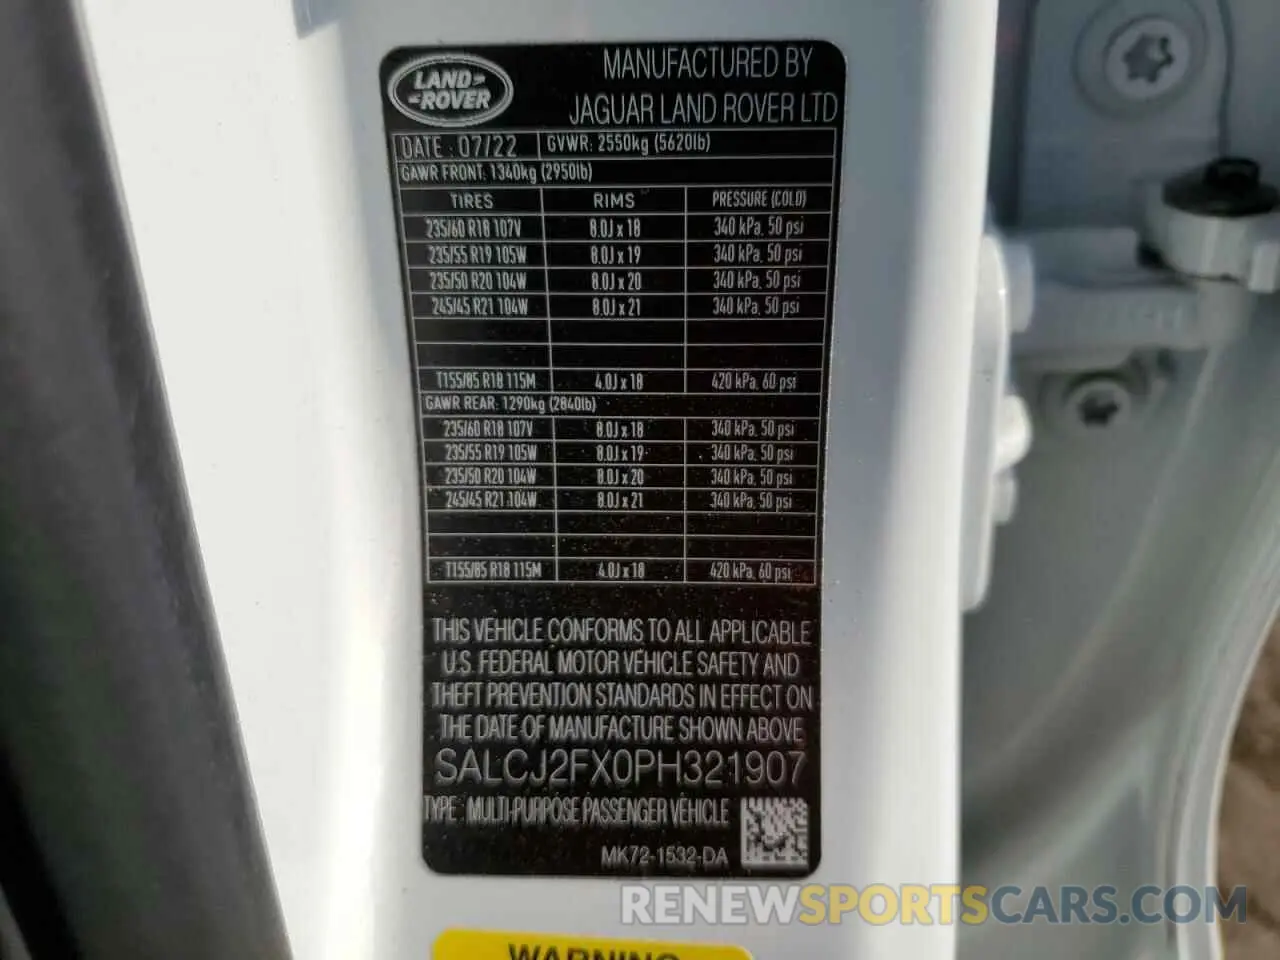 LAND
ROVER
MANUFACTURED BY
JAGUAR LAND ROVER LTD
DATE : 07/22 GVWR: 2550kg (5620lb)
GAWR FRONT: 1340kg (2950lb)
TIRES RIMS PRESSURE (COLD)
235/60 R18 107V 8.0J x 18 340 kPa, 50 psi
235/55 R19 105W 8.0J x 19 340 kPa, 50 psi
235/50 R20 104W 8.0J x 20 340 kPa, 50 psi
245/45 R21 104W 8.0J x 21 340 kPa, 50 psi
T155/85 R18 115M 4.0J x 18 420 kPa, 60 psi
GAWR REAR: 1290kg (2840lb)
235/60 R18 107V 8.0J x 18 340 kPa, 50 psi
235/55 R19 105W 8.0J x 19 340 kPa, 50 psi
235/50 R20 104W 8.0J x 20 340 kPa, 50 psi
245/45 R21 104W 8.0J x 21 340 kPa, 50 psi
T155/85 R18 115M 4.0J x 18 420 kPa, 60 psi
THIS VEHICLE CONFORMS TO ALL APPLICABLE
U.S. FEDERAL MOTOR VEHICLE SAFETY AND
THEFT PREVENTION STANDARDS IN EFFECT ON
THE DATE OF MANUFACTURE SHOWN ABOVE
SALCJ2FX0PH321907
TYPE: MULTI-PURPOSE PASSENGER VEHICLE
MK72-1532-DA
RENEWSPORTSCARS.COM
WARNING